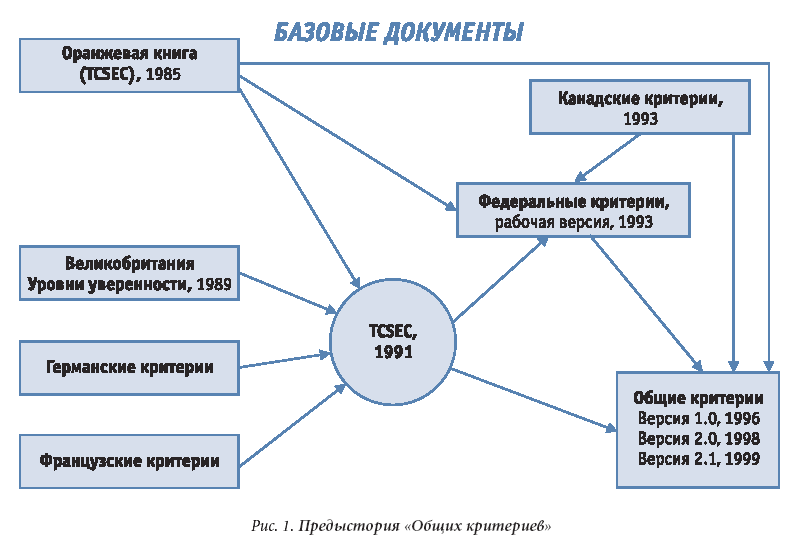 БАЗОВЫЕ ДОКУМЕНТЫ
Оранжевая книга
(TCSEC), 1985
Канадские критерии,
1993
Федеральные критерии,
рабочая версия, 1993
Великобритания
Уровни уверенности, 1989
TCSEC,
1991
Германские критерии
Общие критерии
Версия 1.0, 1996
Версия 2.0, 1998
Версия 2.1, 1999
Французские критерии
Рис. 1. Предыстория «Общих критериев»